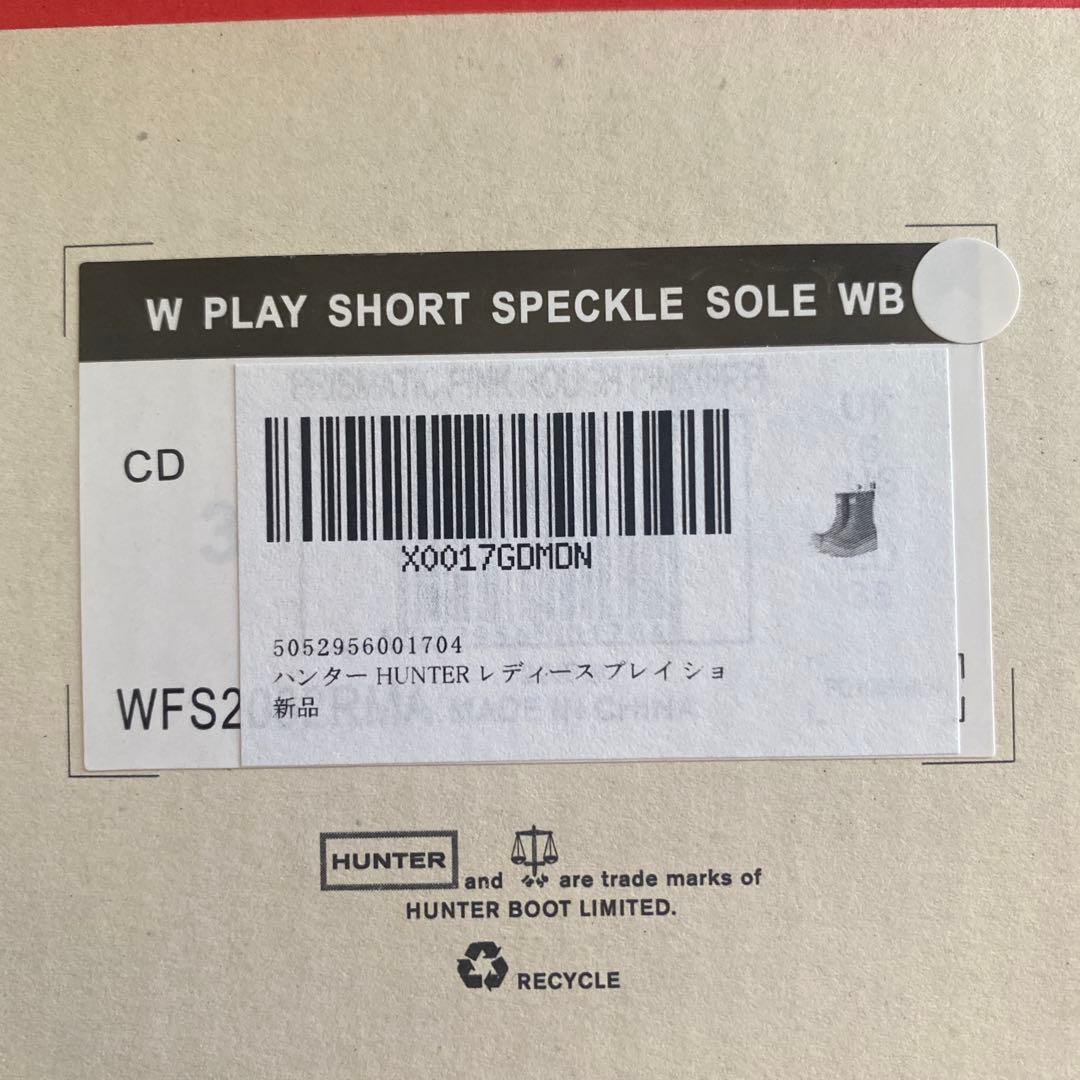 W PLAY SHORT SPECKLE SOLE WB
CD
X0017GDMDN
5052956001704
ハンター HUNTER レディース プレイ ショ
新品
WFS2
MADE IN CHINA
HUNTER and are trade marks of
HUNTER BOOT LIMITED.
RECYCLE